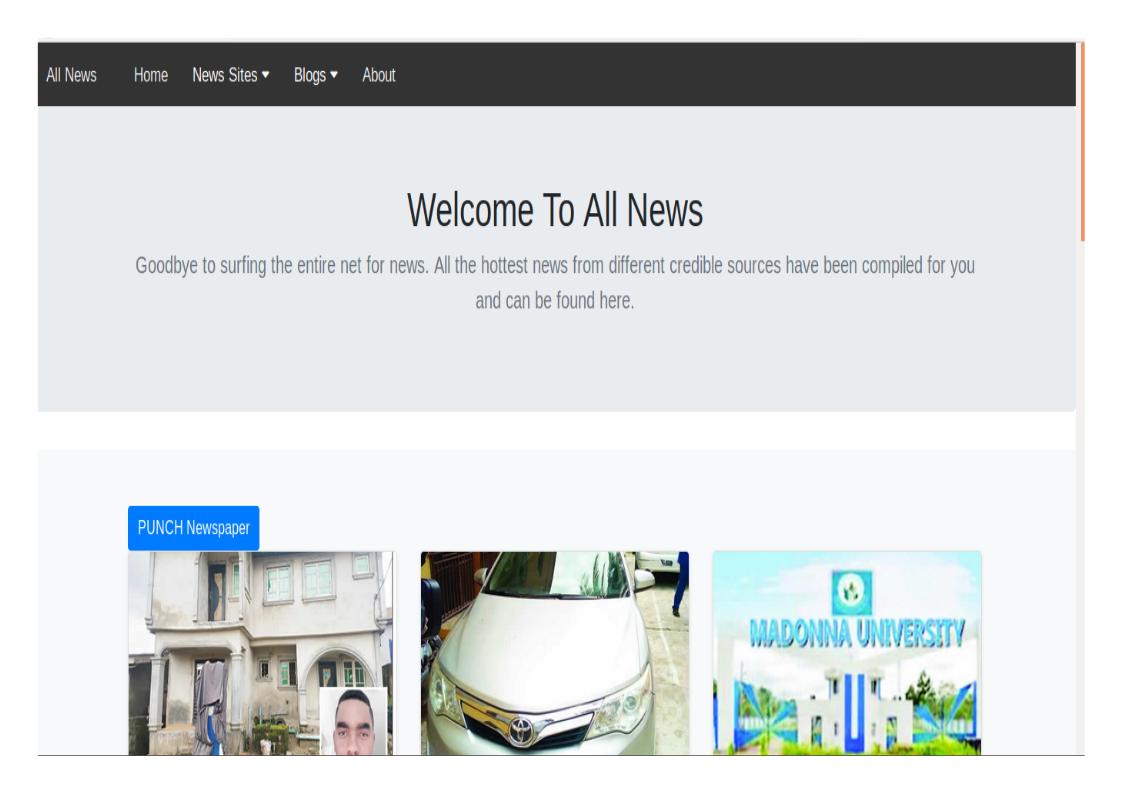 All News Home News Sites Blogs About
Welcome To All News
Goodbye to surfing the entire net for news. All the hottest news from different credible sources have been compiled for you
and can be found here.
PUNCH Newspaper
MADONNA UNIVERSITY